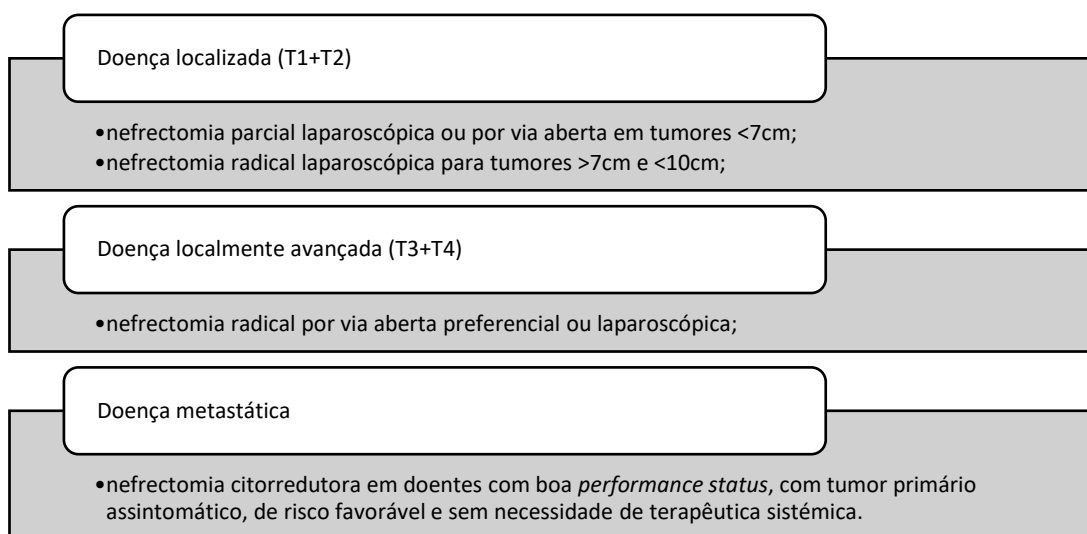 Doença localizada (T1+T2)
•nefrectomia parcial laparoscópica ou por via aberta em tumores <7cm;
•nefrectomia radical laparoscópica para tumores >7cm e <10cm;
Doença localmente avançada (T3+T4)
•nefrectomia radical por via aberta preferencial ou laparoscópica;
Doença metastática
•nefrectomia citorredutora em doentes com boa performance status, com tumor primário
assintomático, de risco favorável e sem necessidade de terapêutica sistémica.